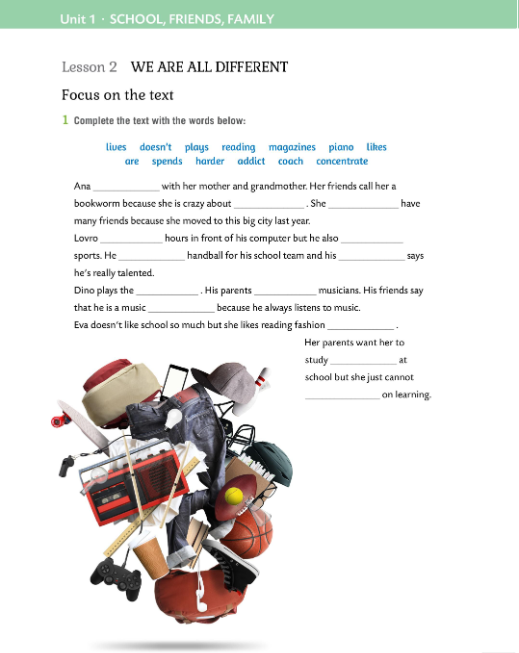 Unit 1 · SCHOOL, FRIENDS, FAMILY
Lesson 2 WE ARE ALL DIFFERENT
Focus on the text
1 Complete the text with the words below:
lives doesn't plays reading magazines piano likes
are spends harder addict coach concentrate
Ana ____________ with her mother and grandmother. Her friends call her a
bookworm because she is crazy about ____________ . She ____________ have
many friends because she moved to this big city last year.
Lovro ____________ hours in front of his computer but he also ____________
sports. He ____________ handball for his school team and his ____________ says
he's really talented.
Dino plays the ____________ . His parents ____________ musicians. His friends say
that he is a music ____________ because he always listens to music.
Eva doesn't like school so much but she likes reading fashion ____________ .
Her parents want her to
study ____________ at
school but she just cannot
____________ on learning.